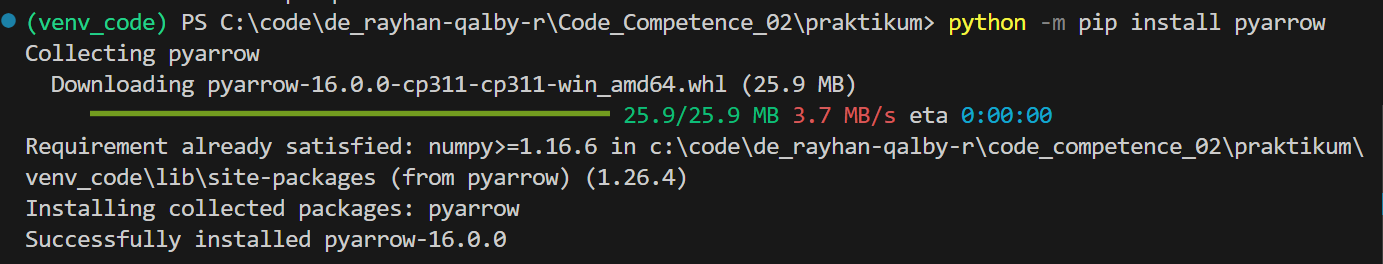 (venv_code) PS C:\code\de_rayhan-qalby-r\Code_Competence_02\praktikum> python -m pip install pyarrow
Collecting pyarrow
Downloading pyarrow-16.0.0-cp311-cp311-win_amd64.whl (25.9 MB)
25.9/25.9 MB 3.7 MB/s eta 0:00:00
Requirement already satisfied: numpy>=1.16.6 in c:\code\de_rayhan-qalby-r\code_competence_02\praktikum\
venv_code\lib\site-packages (from pyarrow) (1.26.4)
Installing collected packages: pyarrow
Successfully installed pyarrow-16.0.0